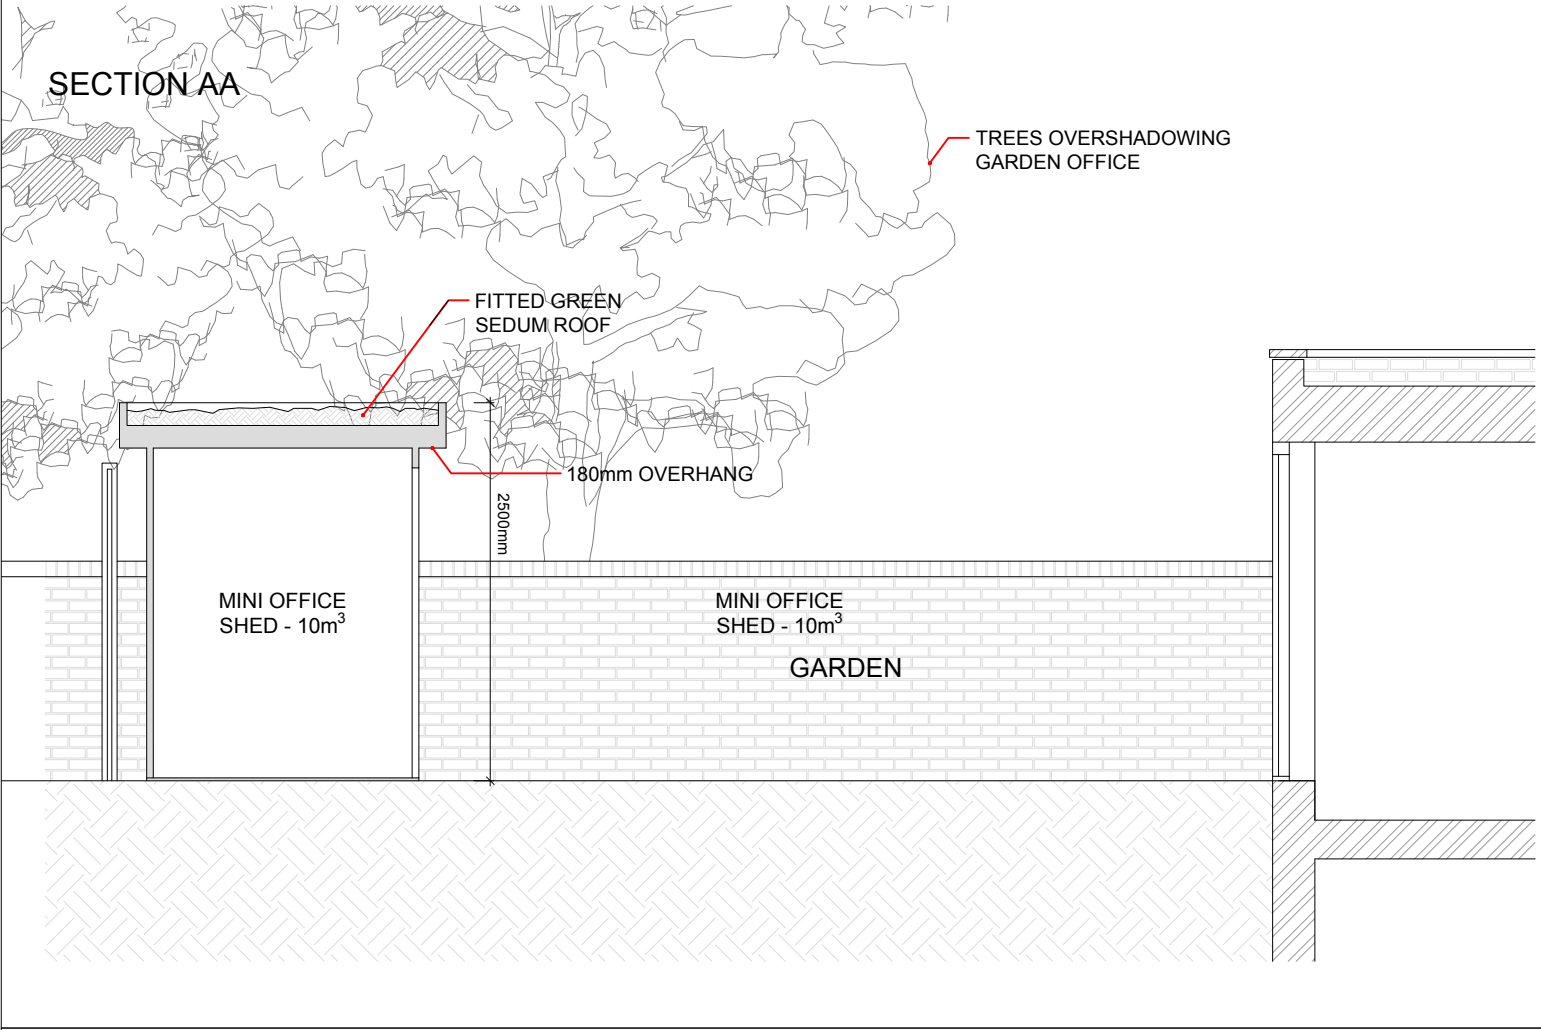 SECTION AA
TREES OVERSHADOWING
GARDEN OFFICE
FITTED GREEN
SEDUM ROOF
180mm OVERHANG
2500mm
MINI OFFICE
SHED - 10m³
MINI OFFICE
SHED - 10m³
GARDEN